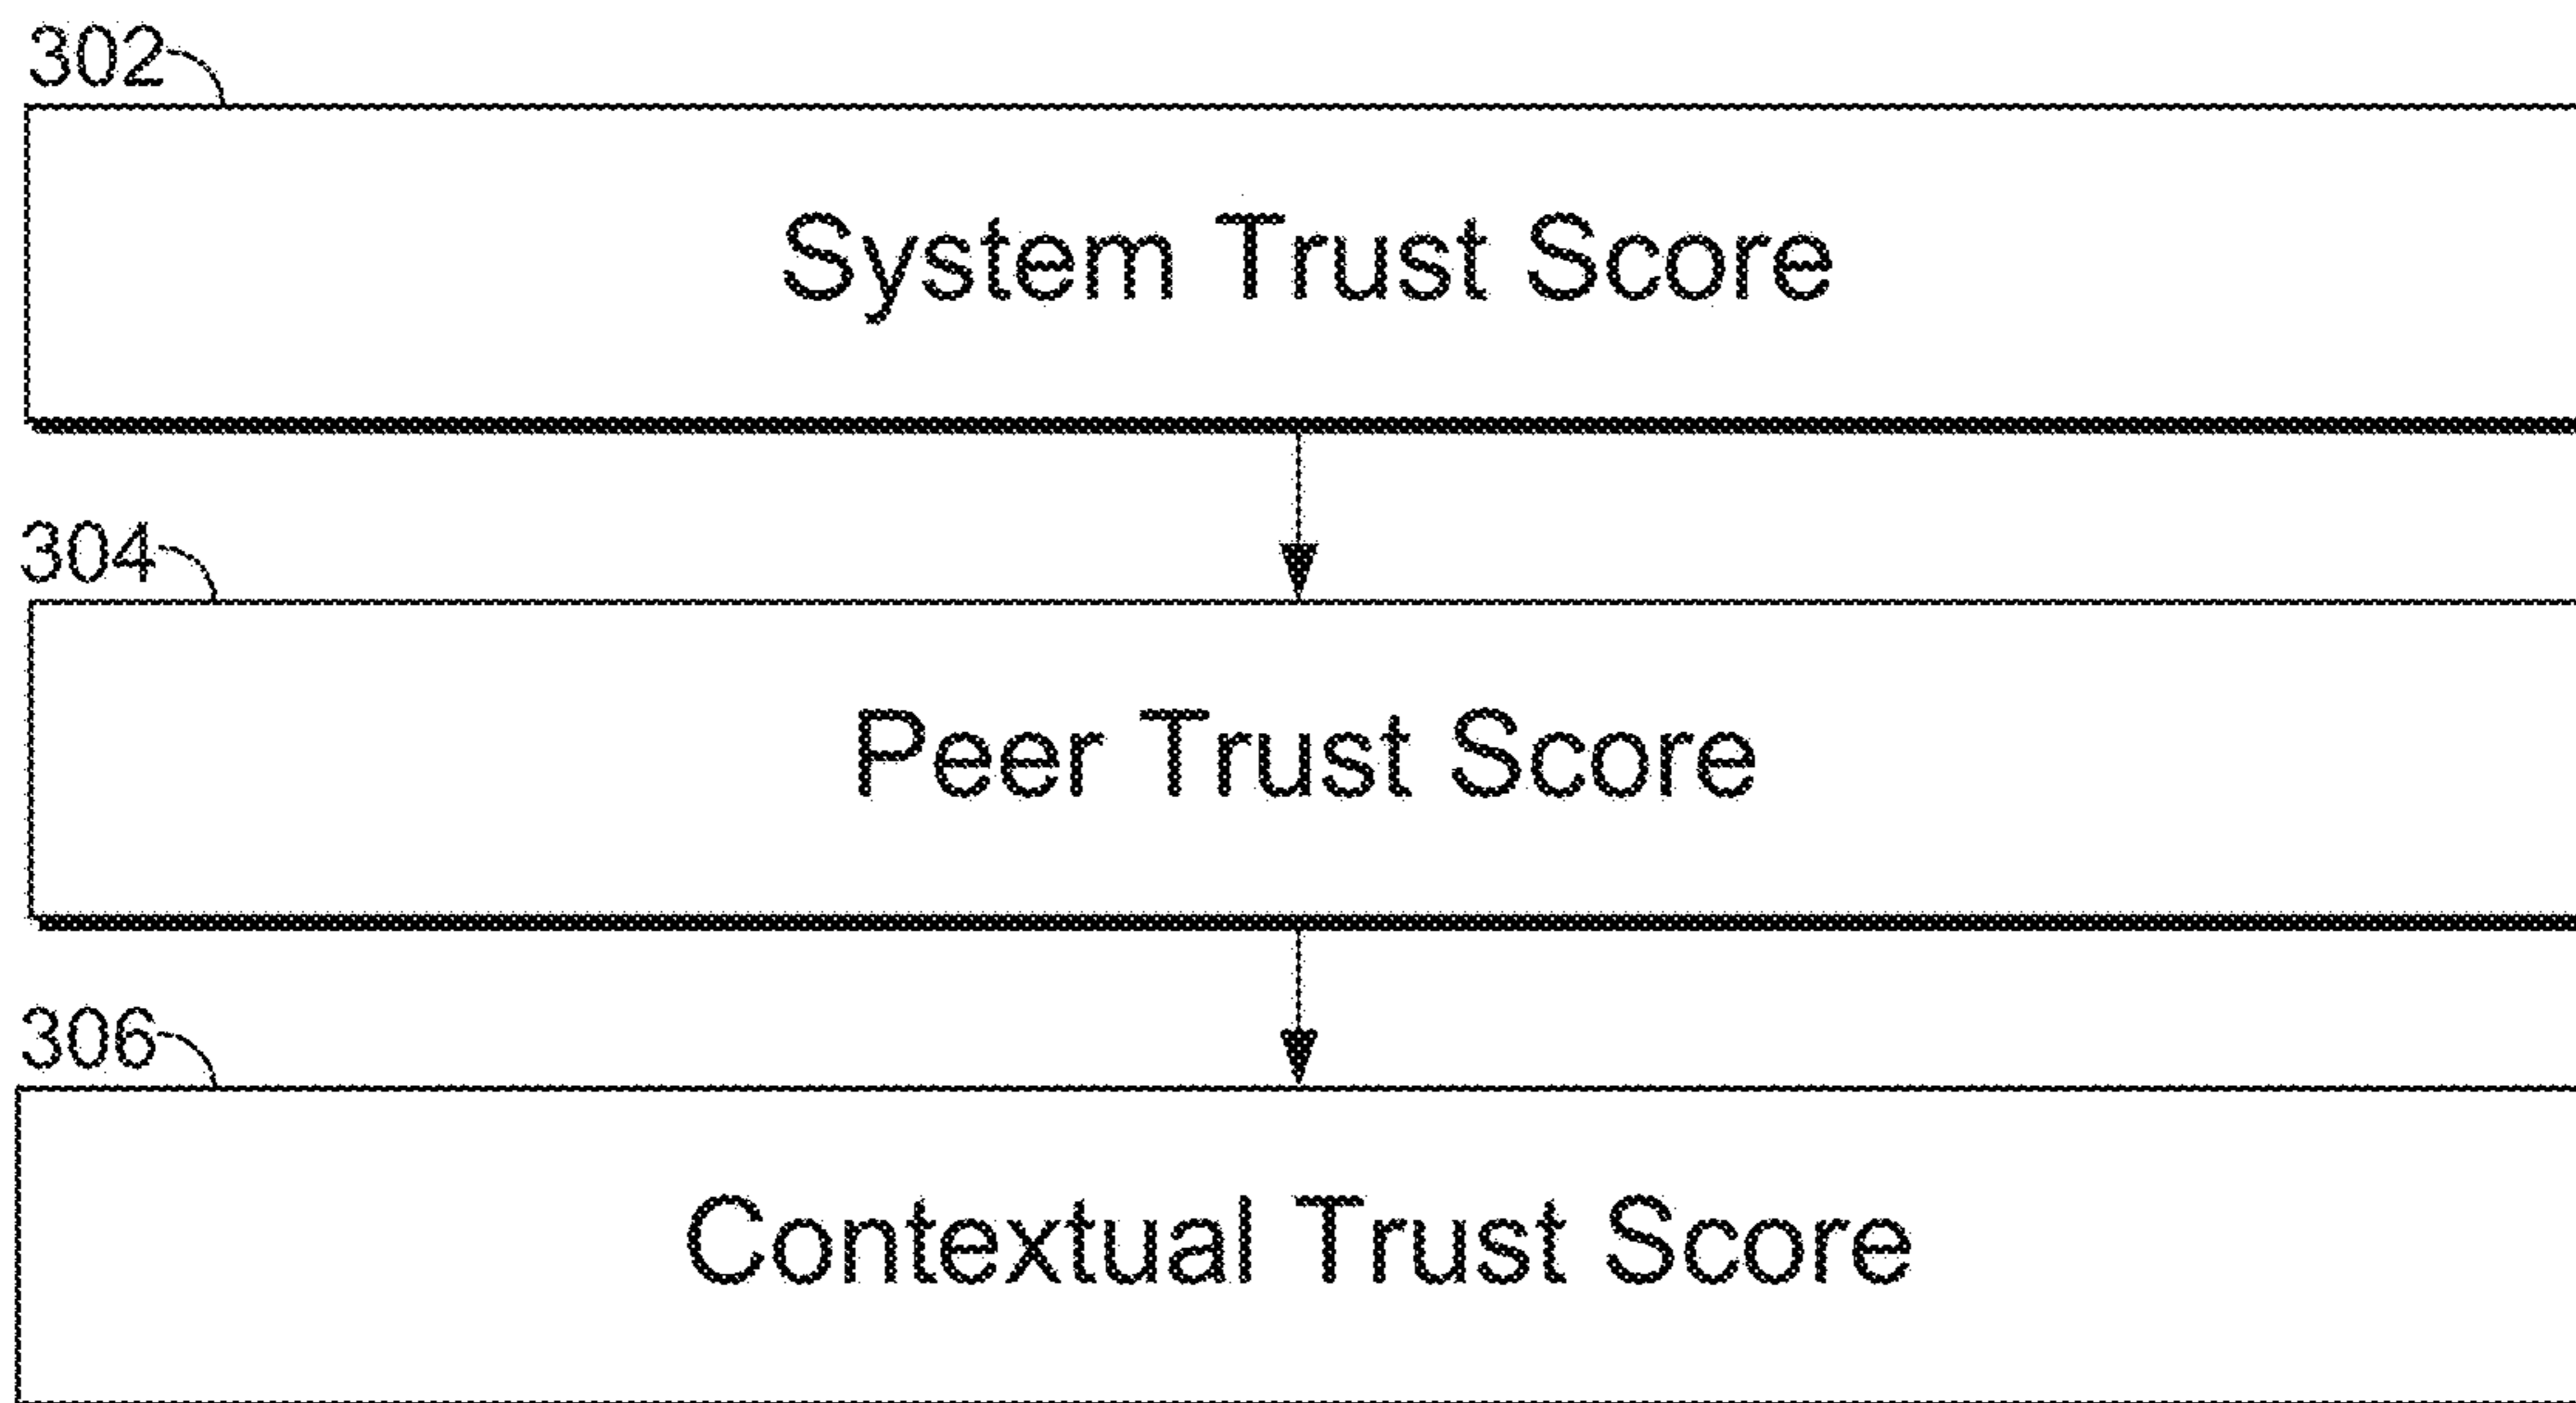 302
System Trust Score
304
Peer Trust Score
306
Contextual Trust Score